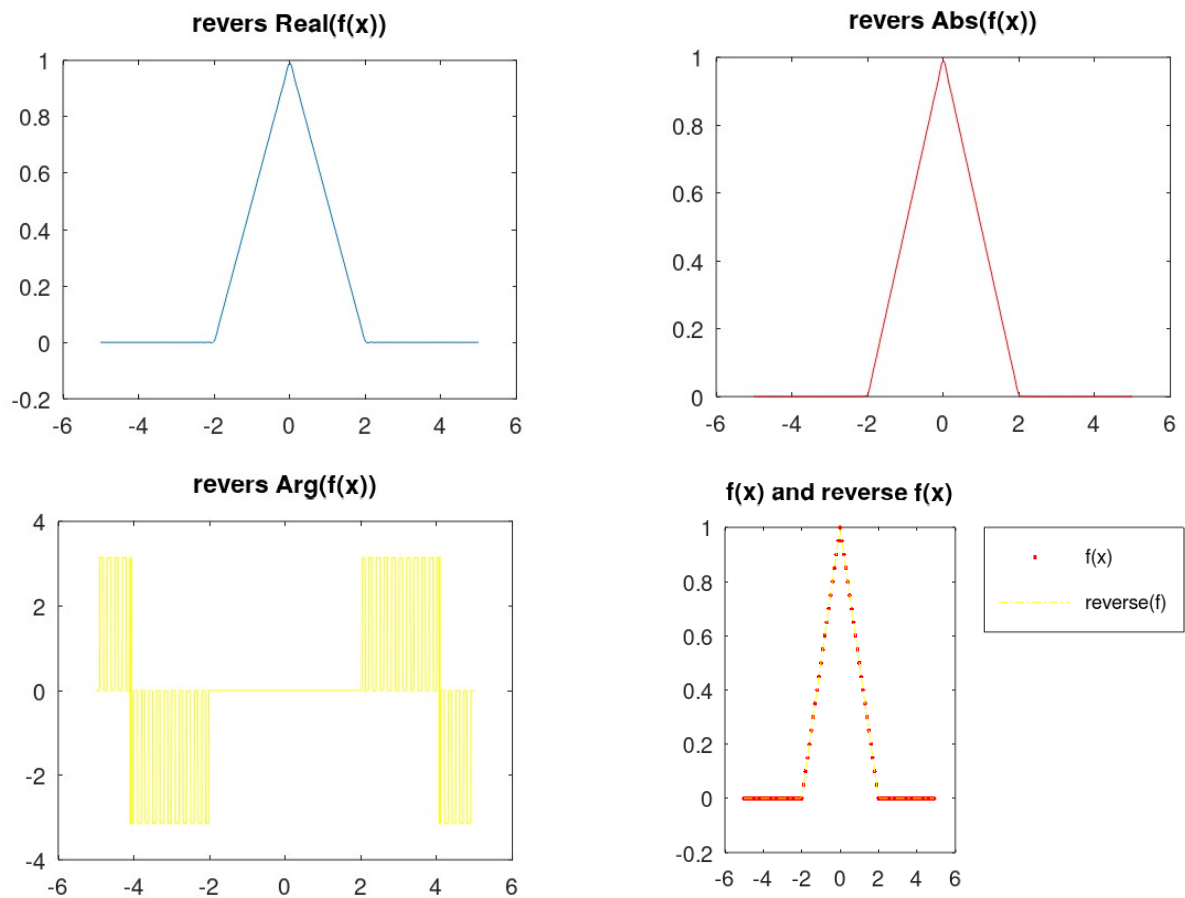 revers Real(f(x))
1
0.8
0.6
0.4
0.2
0
-0.2
-6 -4 -2 0 2 4 6
revers Abs(f(x))
1
0.8
0.6
0.4
0.2
0
-6 -4 -2 0 2 4 6
revers Arg(f(x))
4
2
0
-2
-4
-6 -4 -2 0 2 4 6
f(x) and reverse f(x)
1
0.8
0.6
0.4
0.2
0
-0.2
-6 -4 -2 0 2 4 6
f(x)
reverse(f)